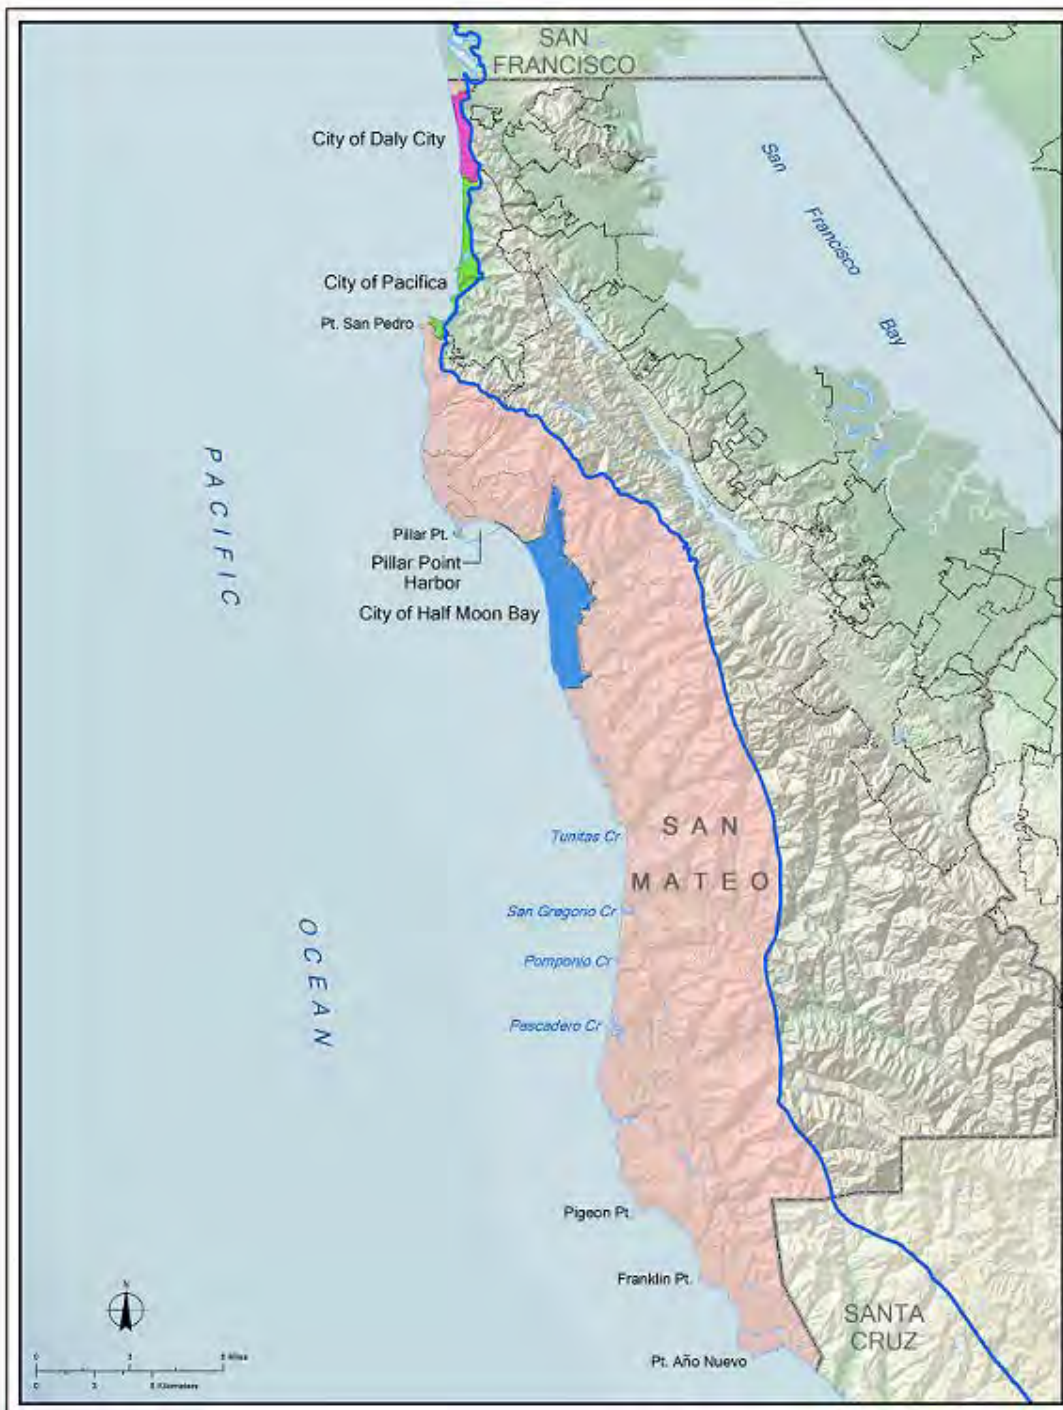 SAN
FRANCISCO
City of Daly City
San
Francisco
Bay
City of Pacifica
Pt. San Pedro
PACIFIC
Pillar Pt.
Pillar Point
Harbor
City of Half Moon Bay
SAN
MATEO
Tunitas Cr
San Gregorio Cr
Pomponio Cr
OCEAN
Pescadero Cr
Pigeon Pt.
Franklin Pt.
N
SANTA
CRUZ
Pt. Año Nuevo